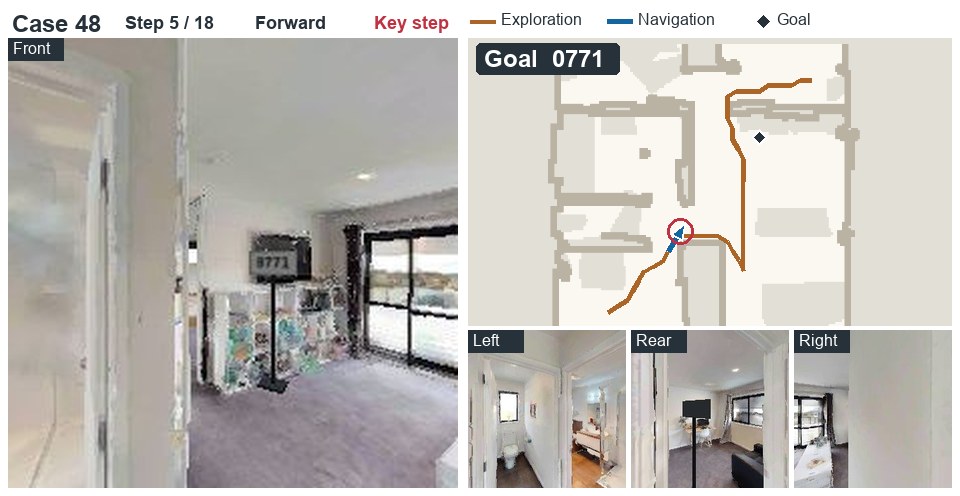 Case 48 Step 5 / 18 Forward Key step
Exploration Navigation Goal
Front
Goal 0771
0771
Left Rear Right